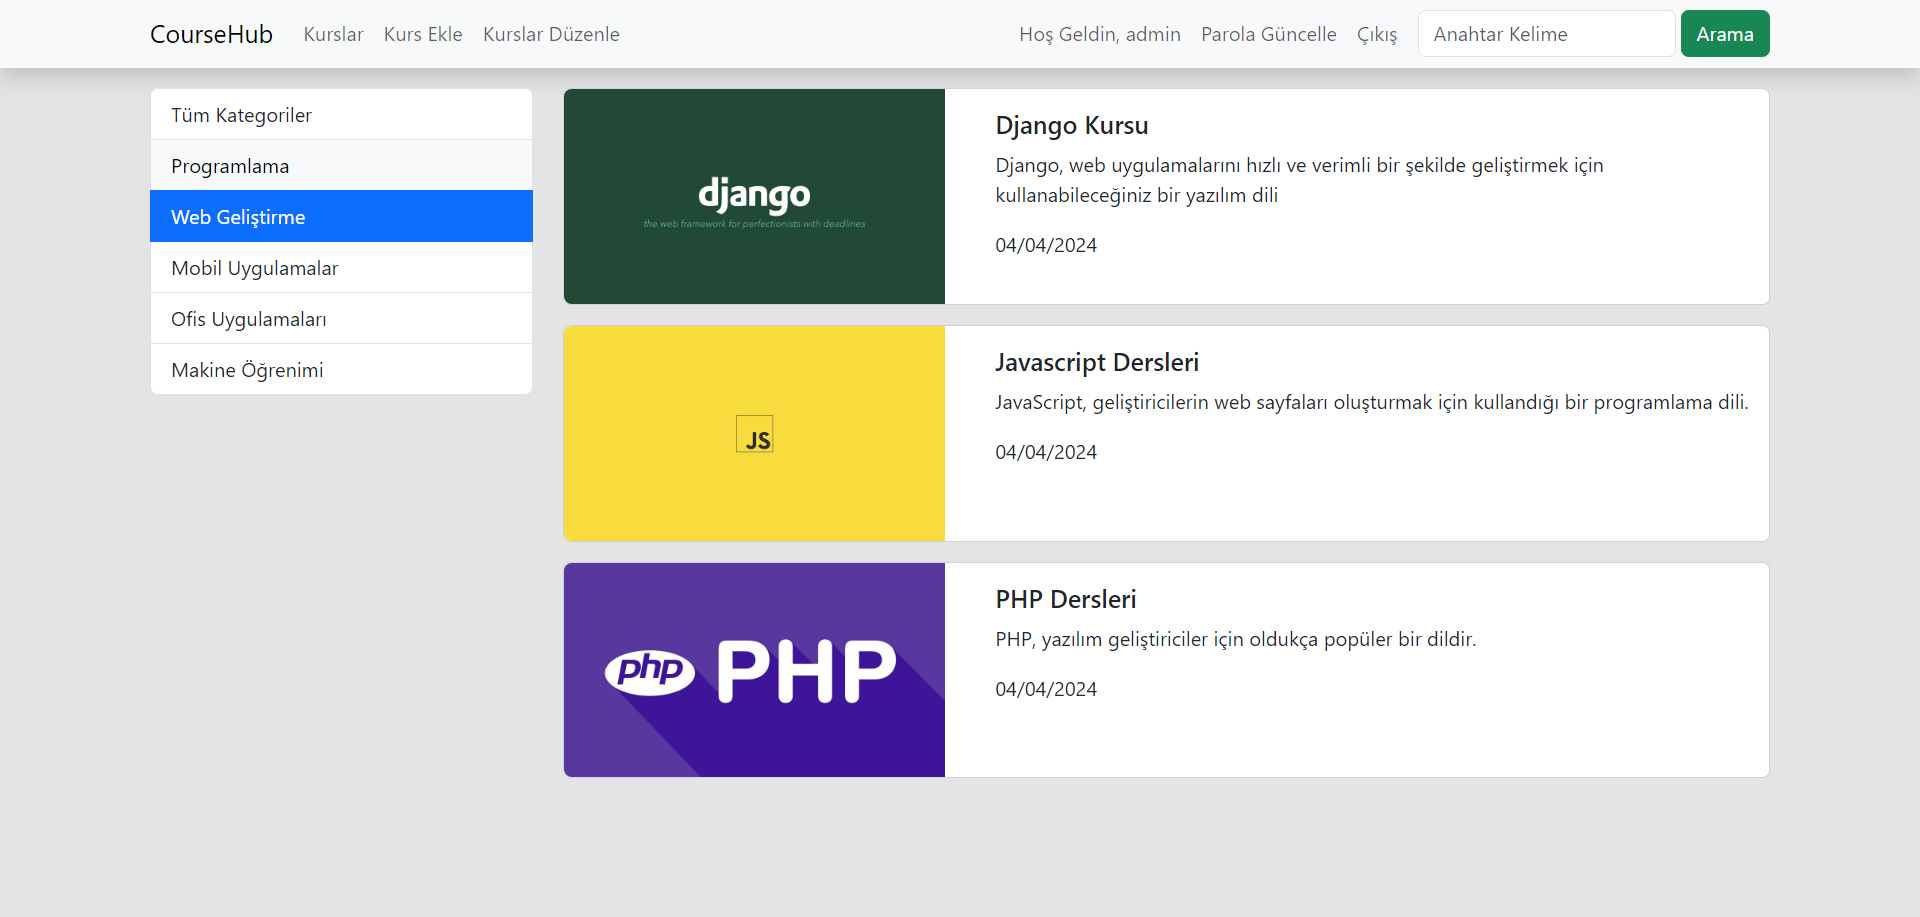 CourseHub Kurslar Kurs Ekle Kurslar Düzenle Hoş Geldin, admin Parola Güncelle Çıkış Anahtar Kelime Arama
Tüm Kategoriler
Programlama
Web Geliştirme
Mobil Uygulamalar
Ofis Uygulamaları
Makine Öğrenimi
django
the web framework for perfectionists with deadlines
Django Kursu
Django, web uygulamalarını hızlı ve verimli bir şekilde geliştirmek için
kullanabileceğiniz bir yazılım dili
04/04/2024
JS
Javascript Dersleri
JavaScript, geliştiricilerin web sayfaları oluşturmak için kullandığı bir programlama dili.
04/04/2024
php PHP
PHP Dersleri
PHP, yazılım geliştiriciler için oldukça popüler bir dildir.
04/04/2024